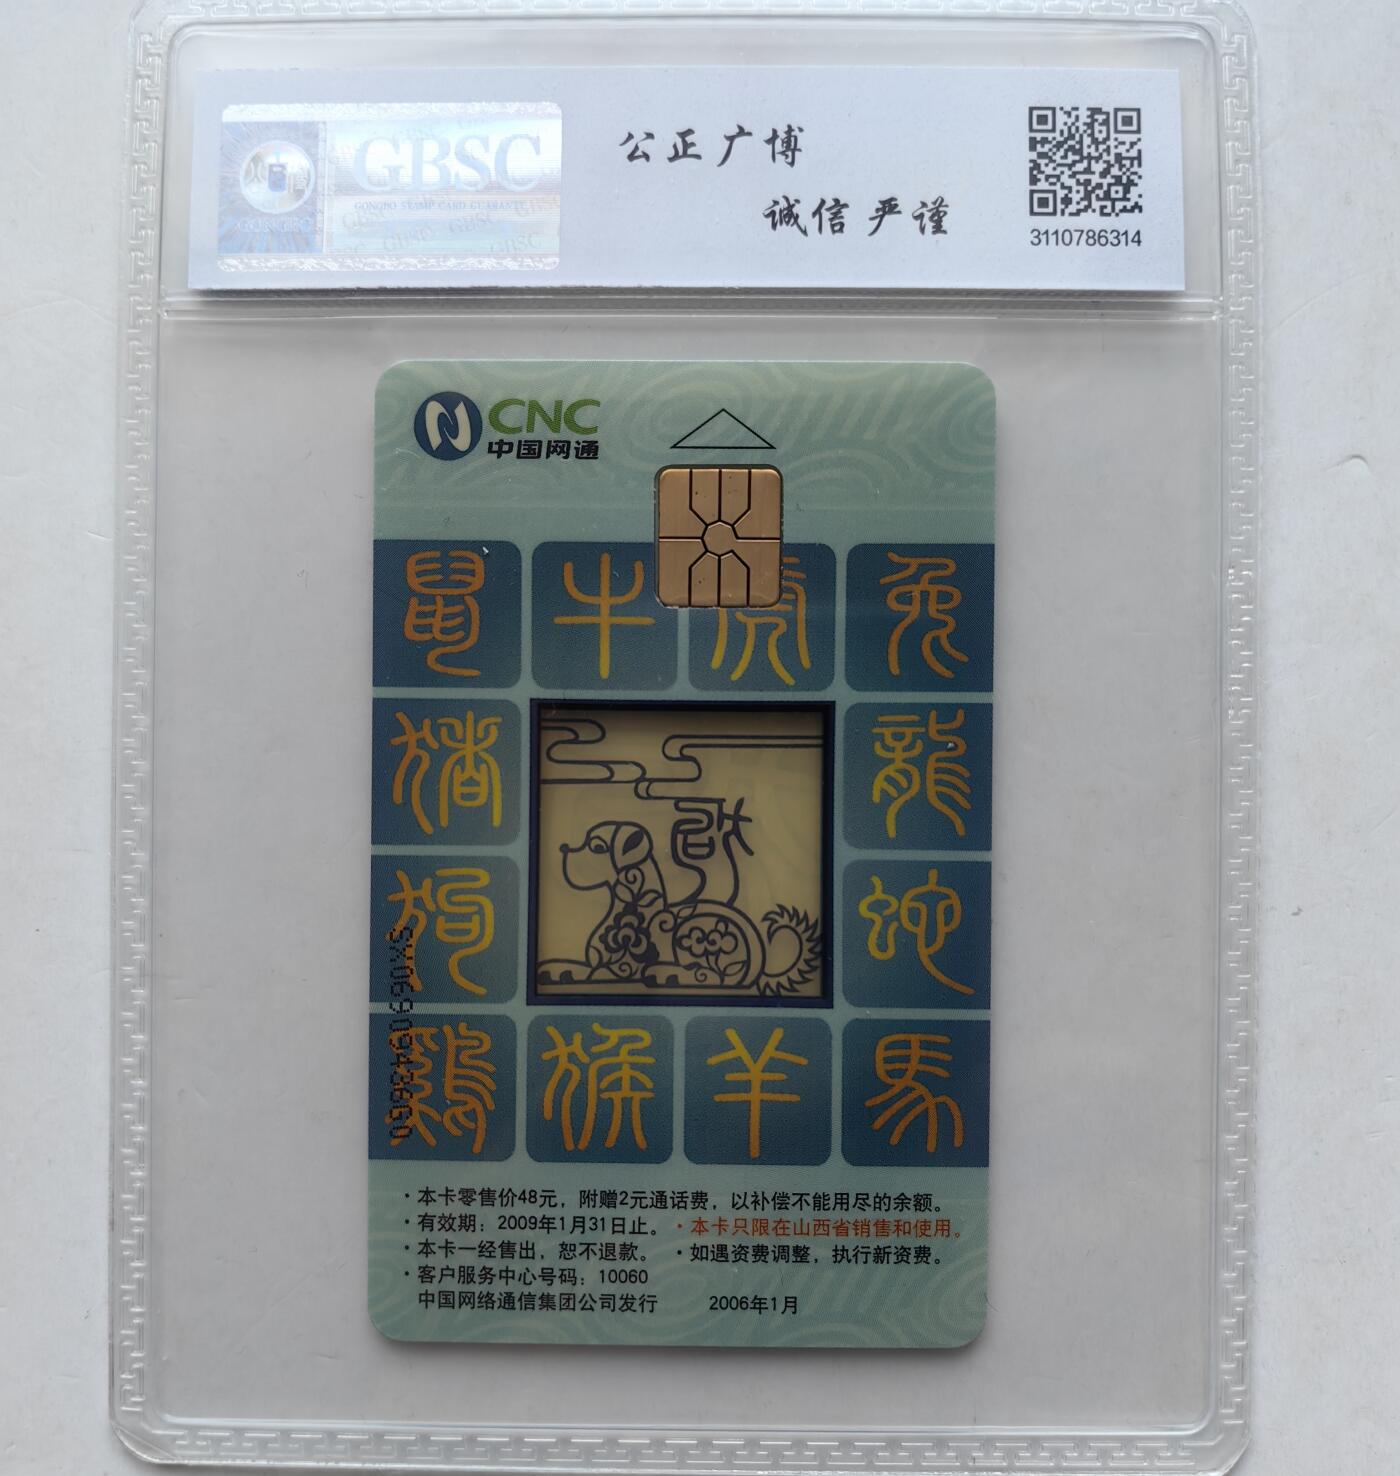 GBSC
GONGBO STAMP CARD GUARANTE
公正广博
诚信严谨
3110786314
CNC
中国网通
鼠 牛 虎 兔
猪 龍
狗 蛇
鷄 猴 羊 馬
·本卡零售价48元，附赠2元通话费，以补偿不能用尽的余额。
·有效期：2009年1月31日止。 ·本卡只限在山西省销售和使用。
·本卡一经售出，恕不退款。 ·如遇资费调整，执行新资费。
·客户服务中心号码：10060
中国网络通信集团公司发行 2006年1月